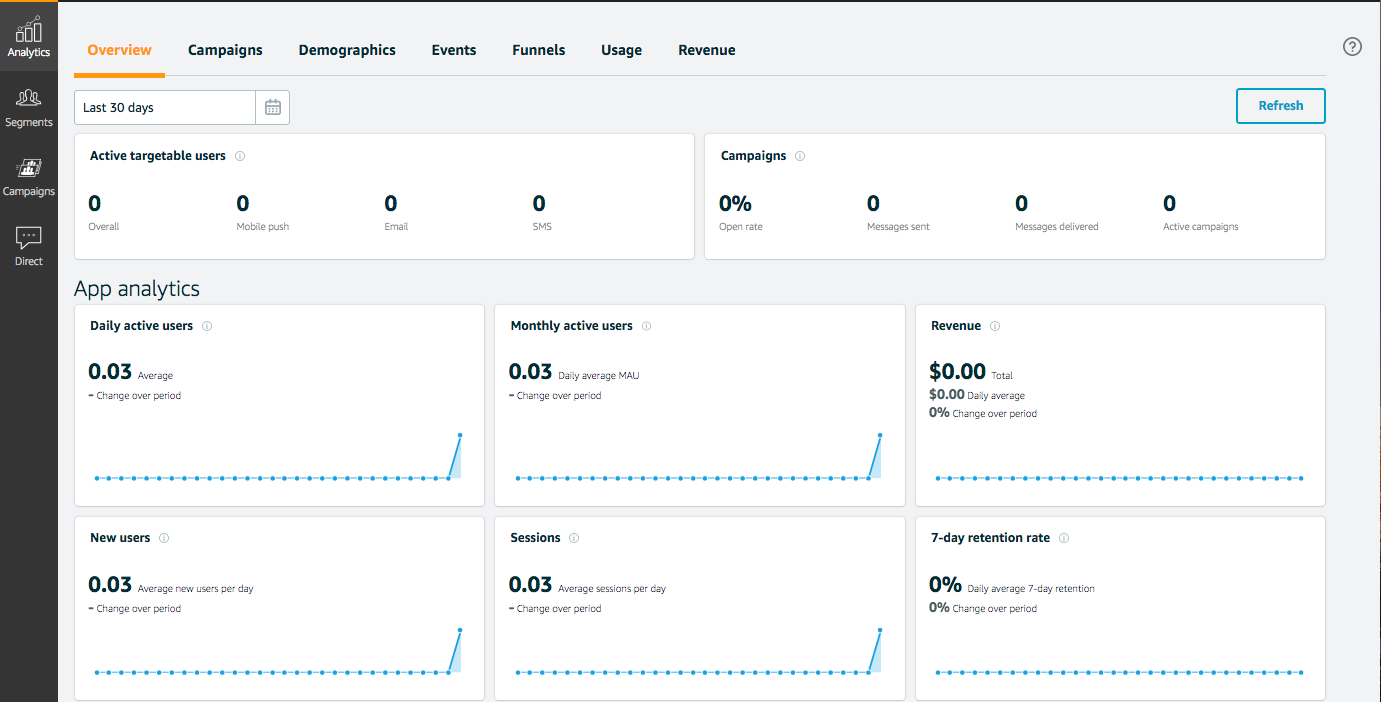 Analytics
Segments
Campaigns
Direct
Overview Campaigns Demographics Events Funnels Usage Revenue
?
Last 30 days
Refresh
Active targetable users
0 0 0 0
Overall Mobile push Email SMS
Campaigns
0% 0 0 0
Open rate Messages sent Messages delivered Active campaigns
App analytics
Daily active users
0.03 Average
- Change over period
Monthly active users
0.03 Daily average MAU
- Change over period
Revenue
$0.00 Total
$0.00 Daily average
0% Change over period
New users
0.03 Average new users per day
- Change over period
Sessions
0.03 Average sessions per day
- Change over period
7-day retention rate
0% Daily average 7-day retention
0% Change over period